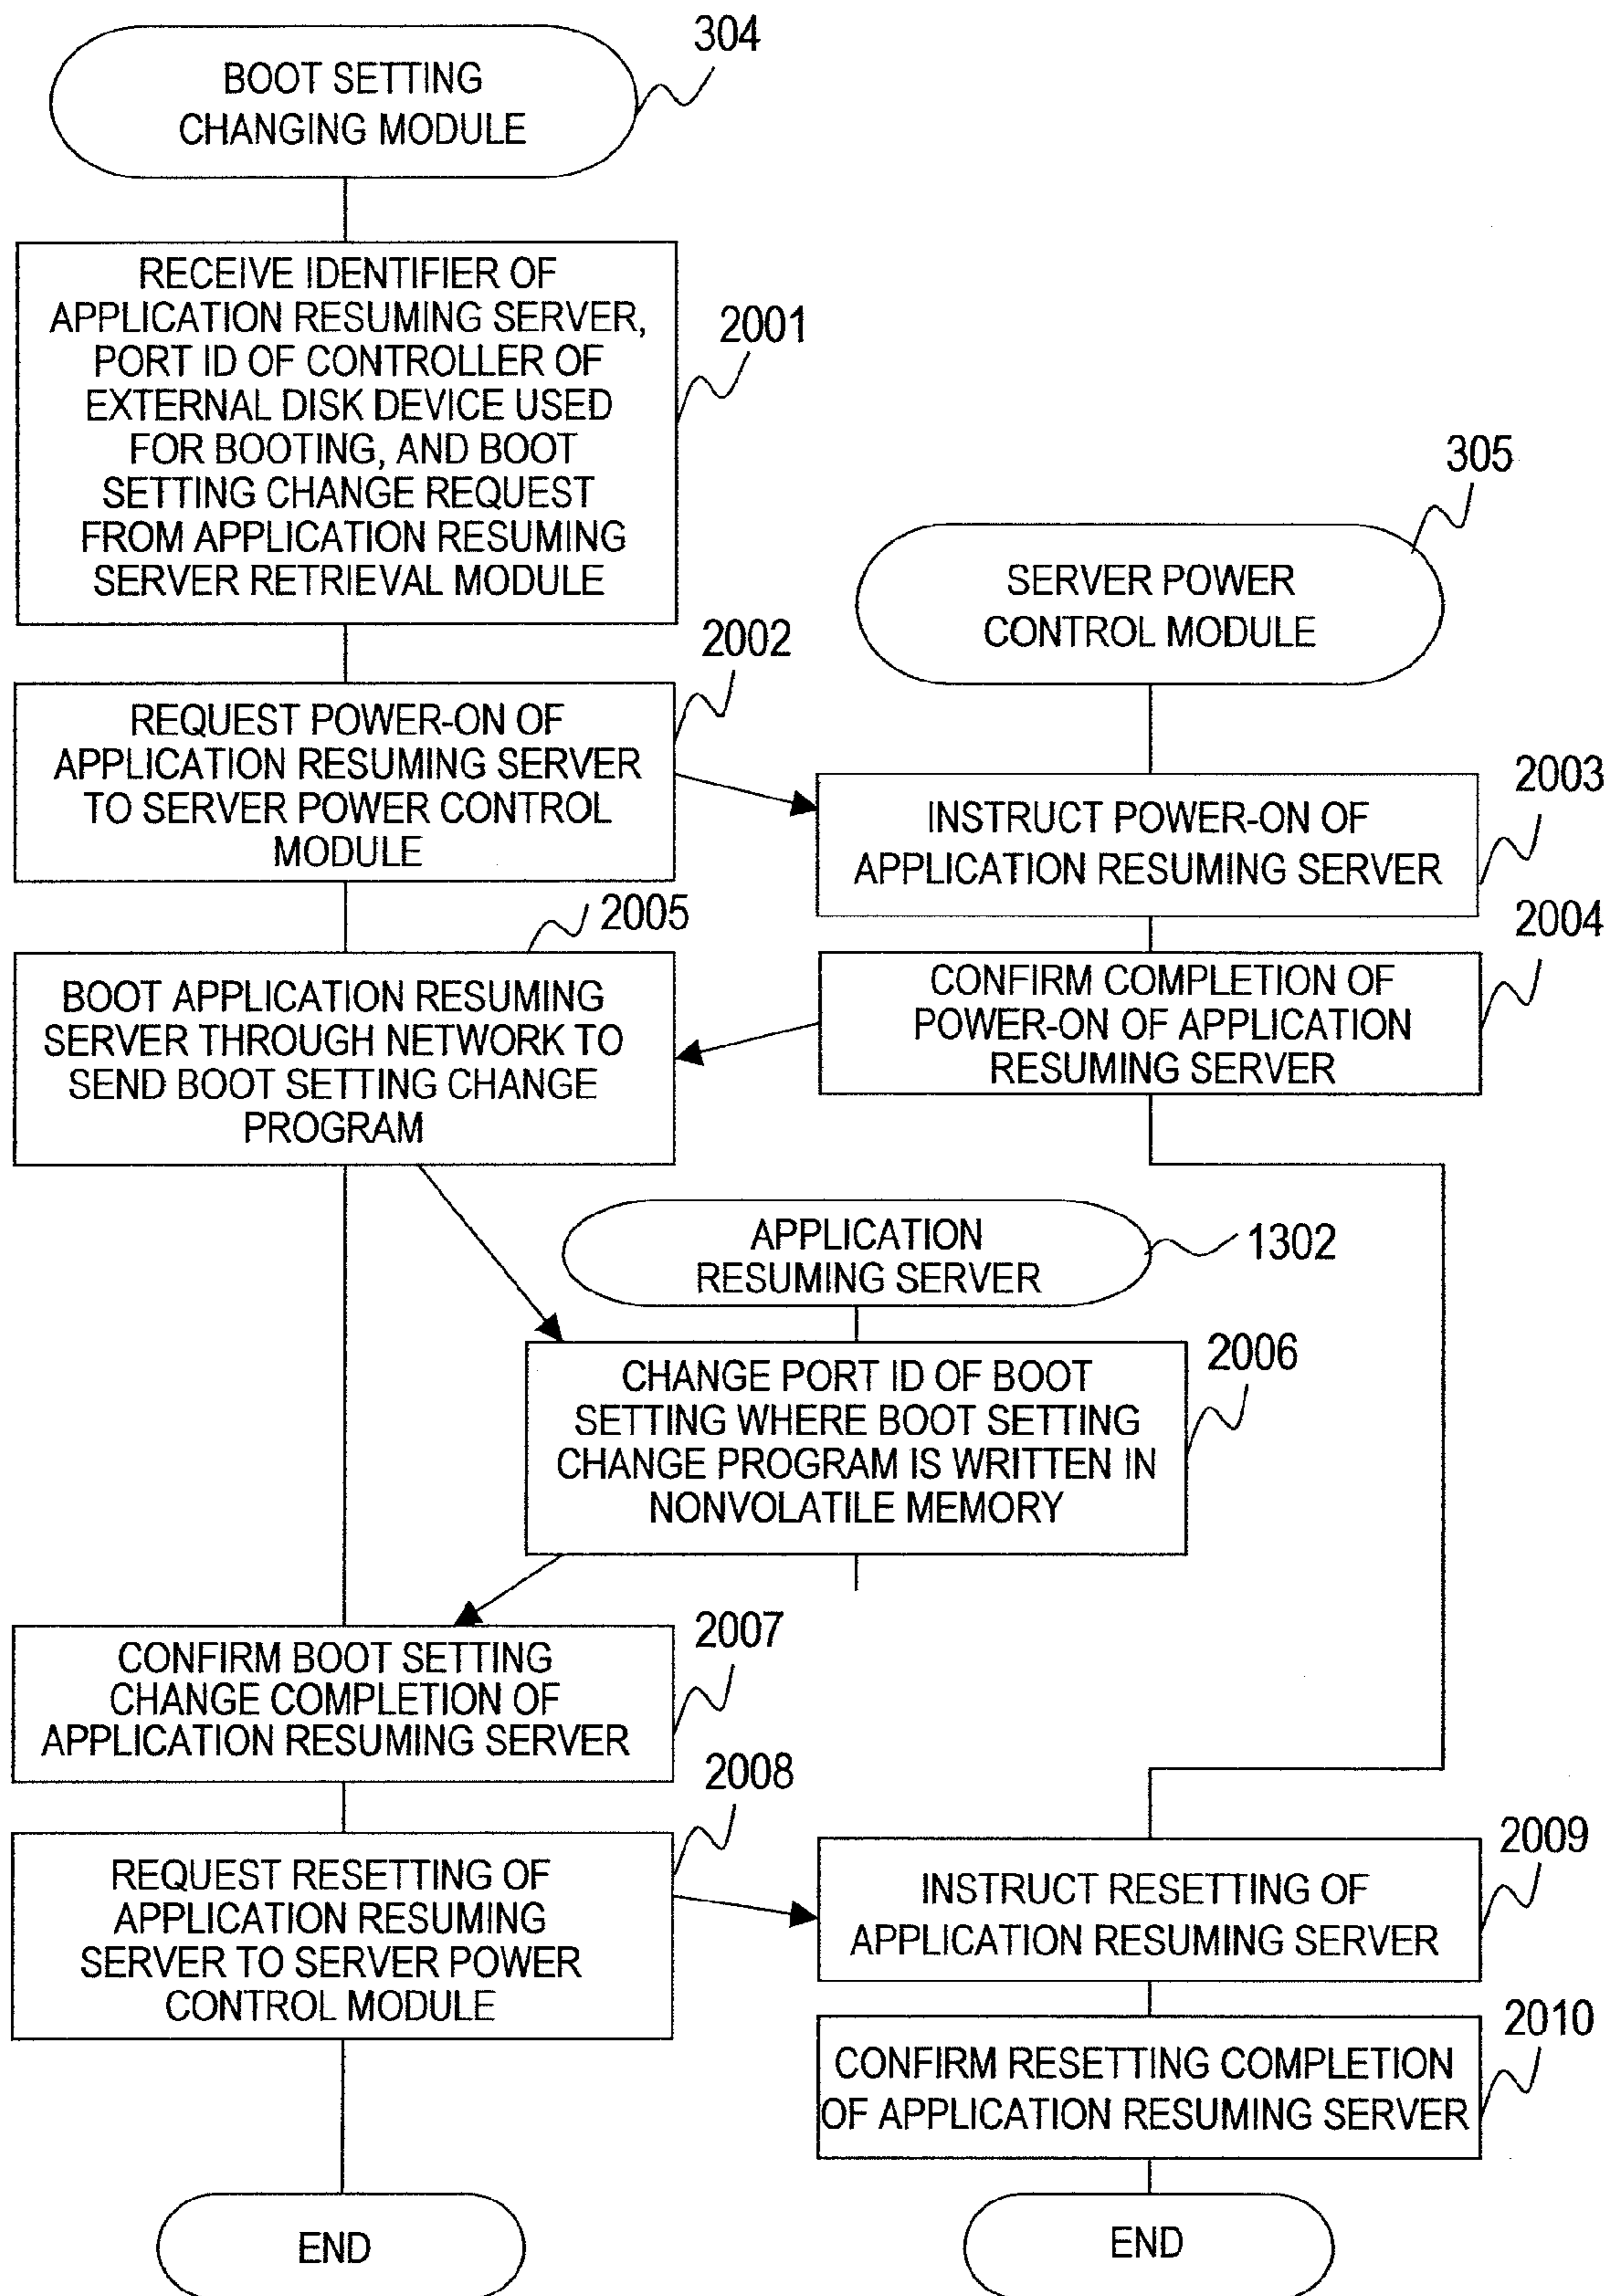 304
BOOT SETTING
CHANGING MODULE
RECEIVE IDENTIFIER OF
APPLICATION RESUMING SERVER,
PORT ID OF CONTROLLER OF
EXTERNAL DISK DEVICE USED
FOR BOOTING, AND BOOT
SETTING CHANGE REQUEST
FROM APPLICATION RESUMING
SERVER RETRIEVAL MODULE
2001
305
SERVER POWER
CONTROL MODULE
2002
REQUEST POWER-ON OF
APPLICATION RESUMING SERVER
TO SERVER POWER CONTROL
MODULE
2003
INSTRUCT POWER-ON OF
APPLICATION RESUMING SERVER
2004
CONFIRM COMPLETION OF
POWER-ON OF APPLICATION
RESUMING SERVER
2005
BOOT APPLICATION RESUMING
SERVER THROUGH NETWORK TO
SEND BOOT SETTING CHANGE
PROGRAM
APPLICATION
RESUMING SERVER
1302
2006
CHANGE PORT ID OF BOOT
SETTING WHERE BOOT SETTING
CHANGE PROGRAM IS WRITTEN IN
NONVOLATILE MEMORY
2007
CONFIRM BOOT SETTING
CHANGE COMPLETION OF
APPLICATION RESUMING SERVER
2008
REQUEST RESETTING OF
APPLICATION RESUMING
SERVER TO SERVER POWER
CONTROL MODULE
2009
INSTRUCT RESETTING OF
APPLICATION RESUMING SERVER
2010
CONFIRM RESETTING COMPLETION
OF APPLICATION RESUMING SERVER
END
END